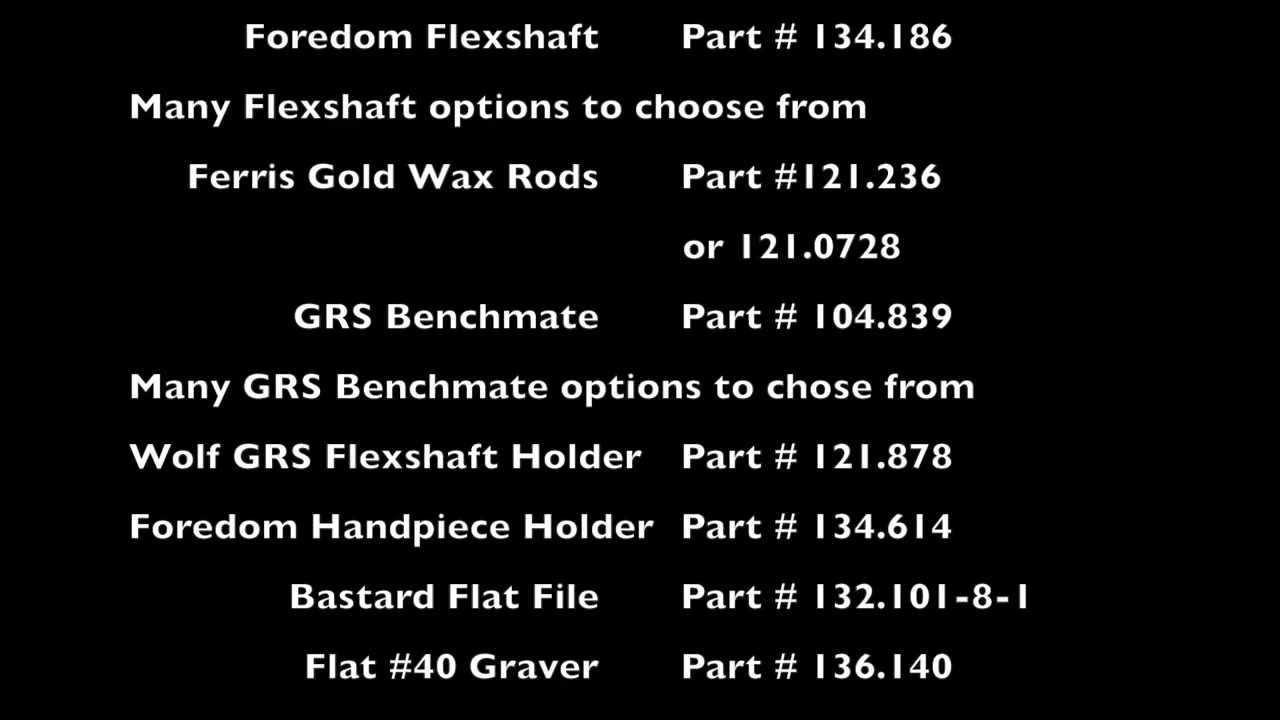 Foredom Flexshaft Part # 134.186
Many Flexshaft options to choose from
Ferris Gold Wax Rods Part #121.236
or 121.0728
GRS Benchmate Part # 104.839
Many GRS Benchmate options to chose from
Wolf GRS Flexshaft Holder Part # 121.878
Foredom Handpiece Holder Part # 134.614
Bastard Flat File Part # 132.101-8-1
Flat #40 Graver Part # 136.140